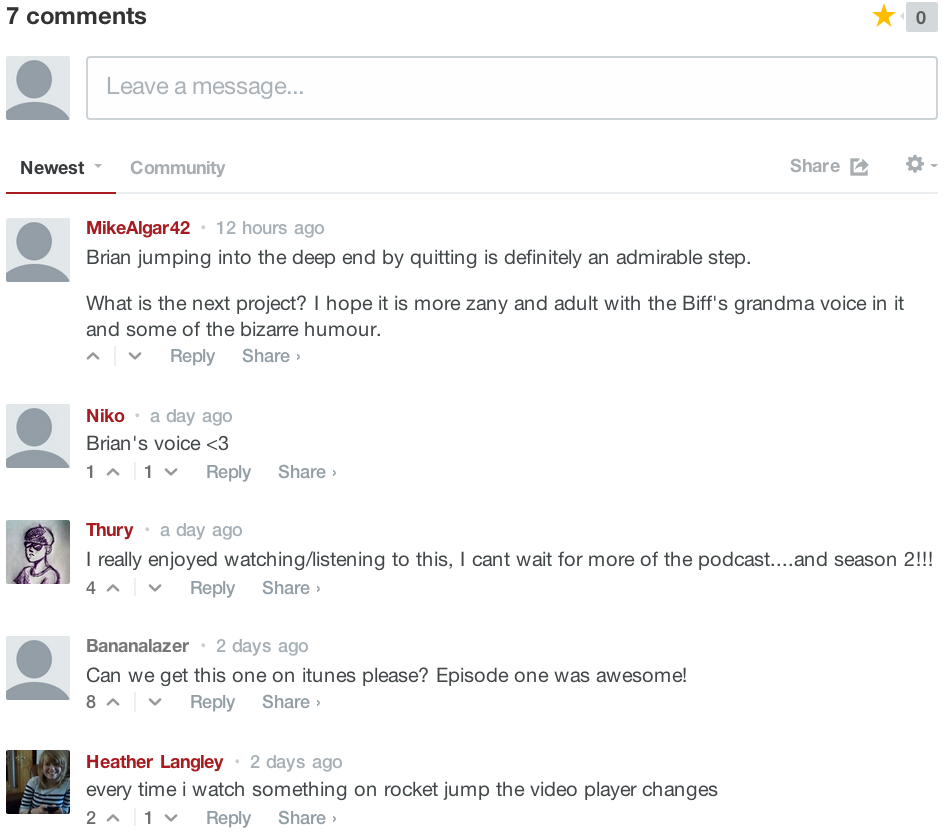 7 comments
0
Leave a message...
Newest
Community
Share
MikeAlgar42 • 12 hours ago
Brian jumping into the deep end by quitting is definitely an admirable step.
What is the next project? I hope it is more zany and adult with the Biff's grandma voice in it
and some of the bizarre humour.
Reply Share ›
Niko • a day ago
Brian's voice <3
1 1 Reply Share ›
Thury • a day ago
I really enjoyed watching/listening to this, I cant wait for more of the podcast....and season 2!!!
4 Reply Share ›
Bananalazer • 2 days ago
Can we get this one on itunes please? Episode one was awesome!
8 Reply Share ›
Heather Langley • 2 days ago
every time i watch something on rocket jump the video player changes
2 1 Reply Share ›